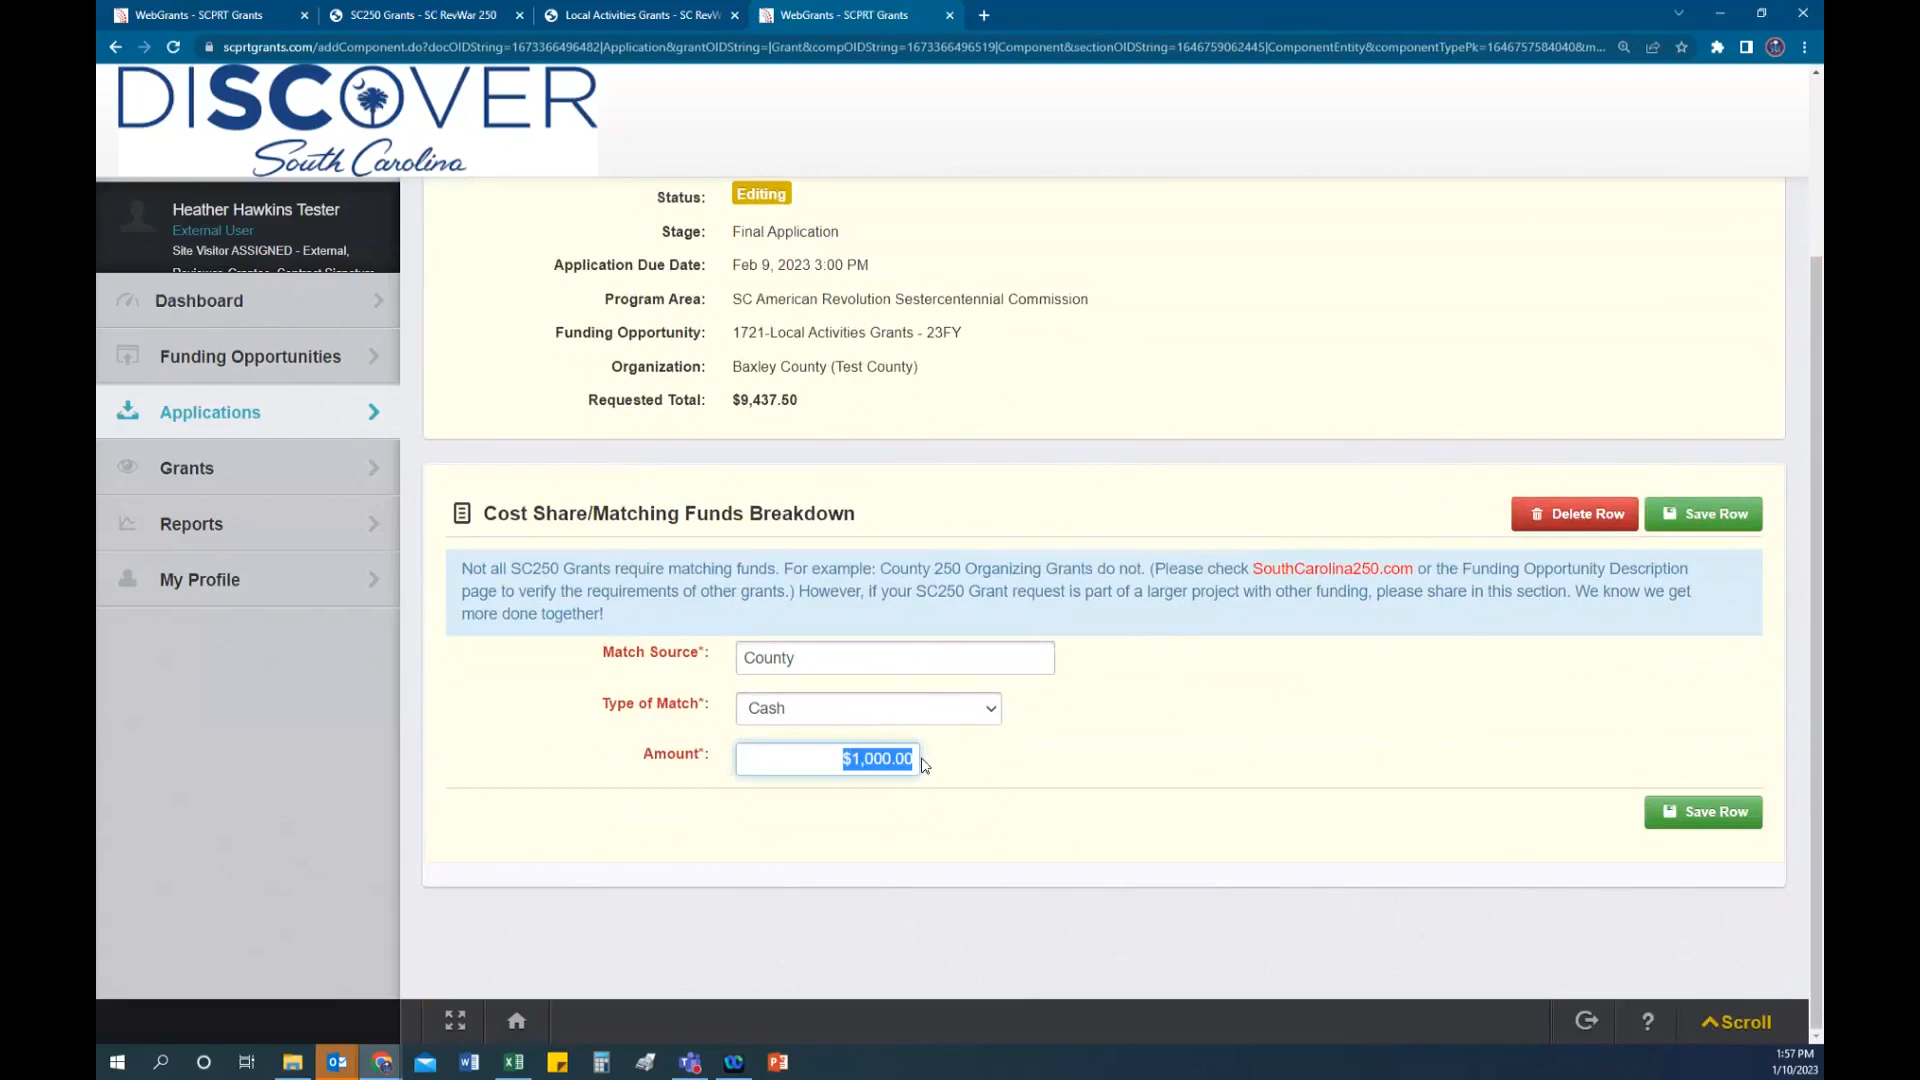 WebGrants - SCPRT Grants
SC250 Grants - SC RevWar 250
Local Activities Grants - SC RevW
WebGrants - SCPRT Grants
scprtgrants.com/addComponent.do?docOIDString=1673366496482|Application&grantOIDString=|Grant&compOIDString=1673366496519|Component&sectionOIDString=1646759062445|ComponentEntity&componentTypePk=1646757584040&m...
DISCOVER
South Carolina
Heather Hawkins Tester
External User
Site Visitor ASSIGNED - External,
Reviewer, Grantee, Contract Signature
Dashboard
Funding Opportunities
Applications
Grants
Reports
My Profile
Status: Editing
Stage: Final Application
Application Due Date: Feb 9, 2023 3:00 PM
Program Area: SC American Revolution Sestercentennial Commission
Funding Opportunity: 1721-Local Activities Grants - 23FY
Organization: Baxley County (Test County)
Requested Total: $9,437.50
Cost Share/Matching Funds Breakdown
Delete Row
Save Row
Not all SC250 Grants require matching funds. For example: County 250 Organizing Grants do not. (Please check SouthCarolina250.com or the Funding Opportunity Description
page to verify the requirements of other grants.) However, if your SC250 Grant request is part of a larger project with other funding, please share in this section. We know we get
more done together!
Match Source*: County
Type of Match*: Cash
Amount*: $1,000.00
Save Row
? Scroll
1:57 PM
1/10/2023